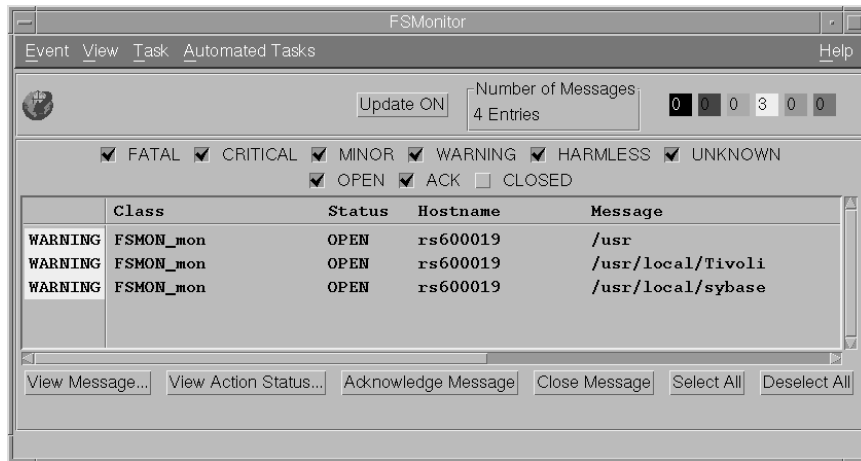 FSMonitor
Event View Task Automated Tasks Help
Update ON
Number of Messages
4 Entries
0 0 0 3 0 0
FATAL CRITICAL MINOR WARNING HARMLESS UNKNOWN
OPEN ACK CLOSED
Class Status Hostname Message
WARNING FSMON_mon OPEN rs600019 /usr
WARNING FSMON_mon OPEN rs600019 /usr/local/Tivoli
WARNING FSMON_mon OPEN rs600019 /usr/local/sybase
View Message... View Action Status... Acknowledge Message Close Message Select All Deselect All